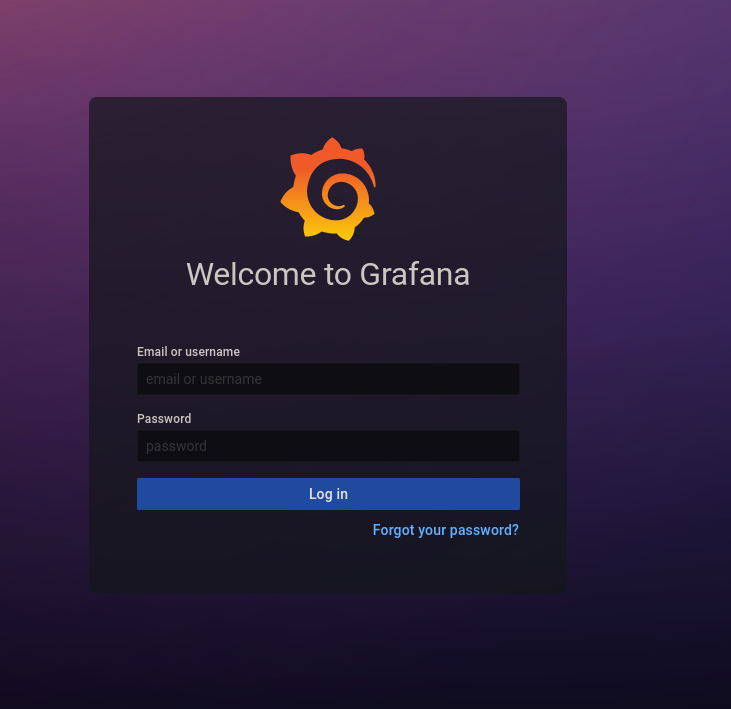 Welcome to Grafana
Email or username
email or username
Password
password
Log in
Forgot your password?